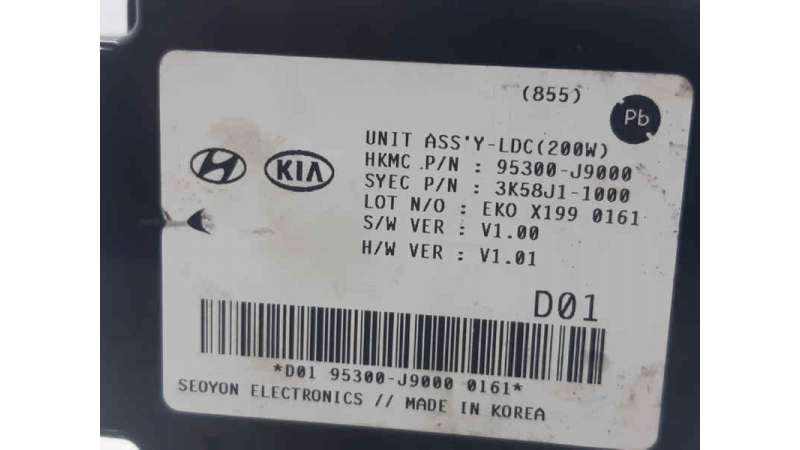 (855)
Pb
UNIT ASS'Y-LDC(200W)
HKMC P/N : 95300-J9000
KIA
SYEC P/N : 3K58J1-1000
LOT N/O : EKO X199 0161
S/W VER : V1.00
H/W VER : V1.01
D01
*D01 95300-J9000 0161*
SEOYON ELECTRONICS // MADE IN KOREA